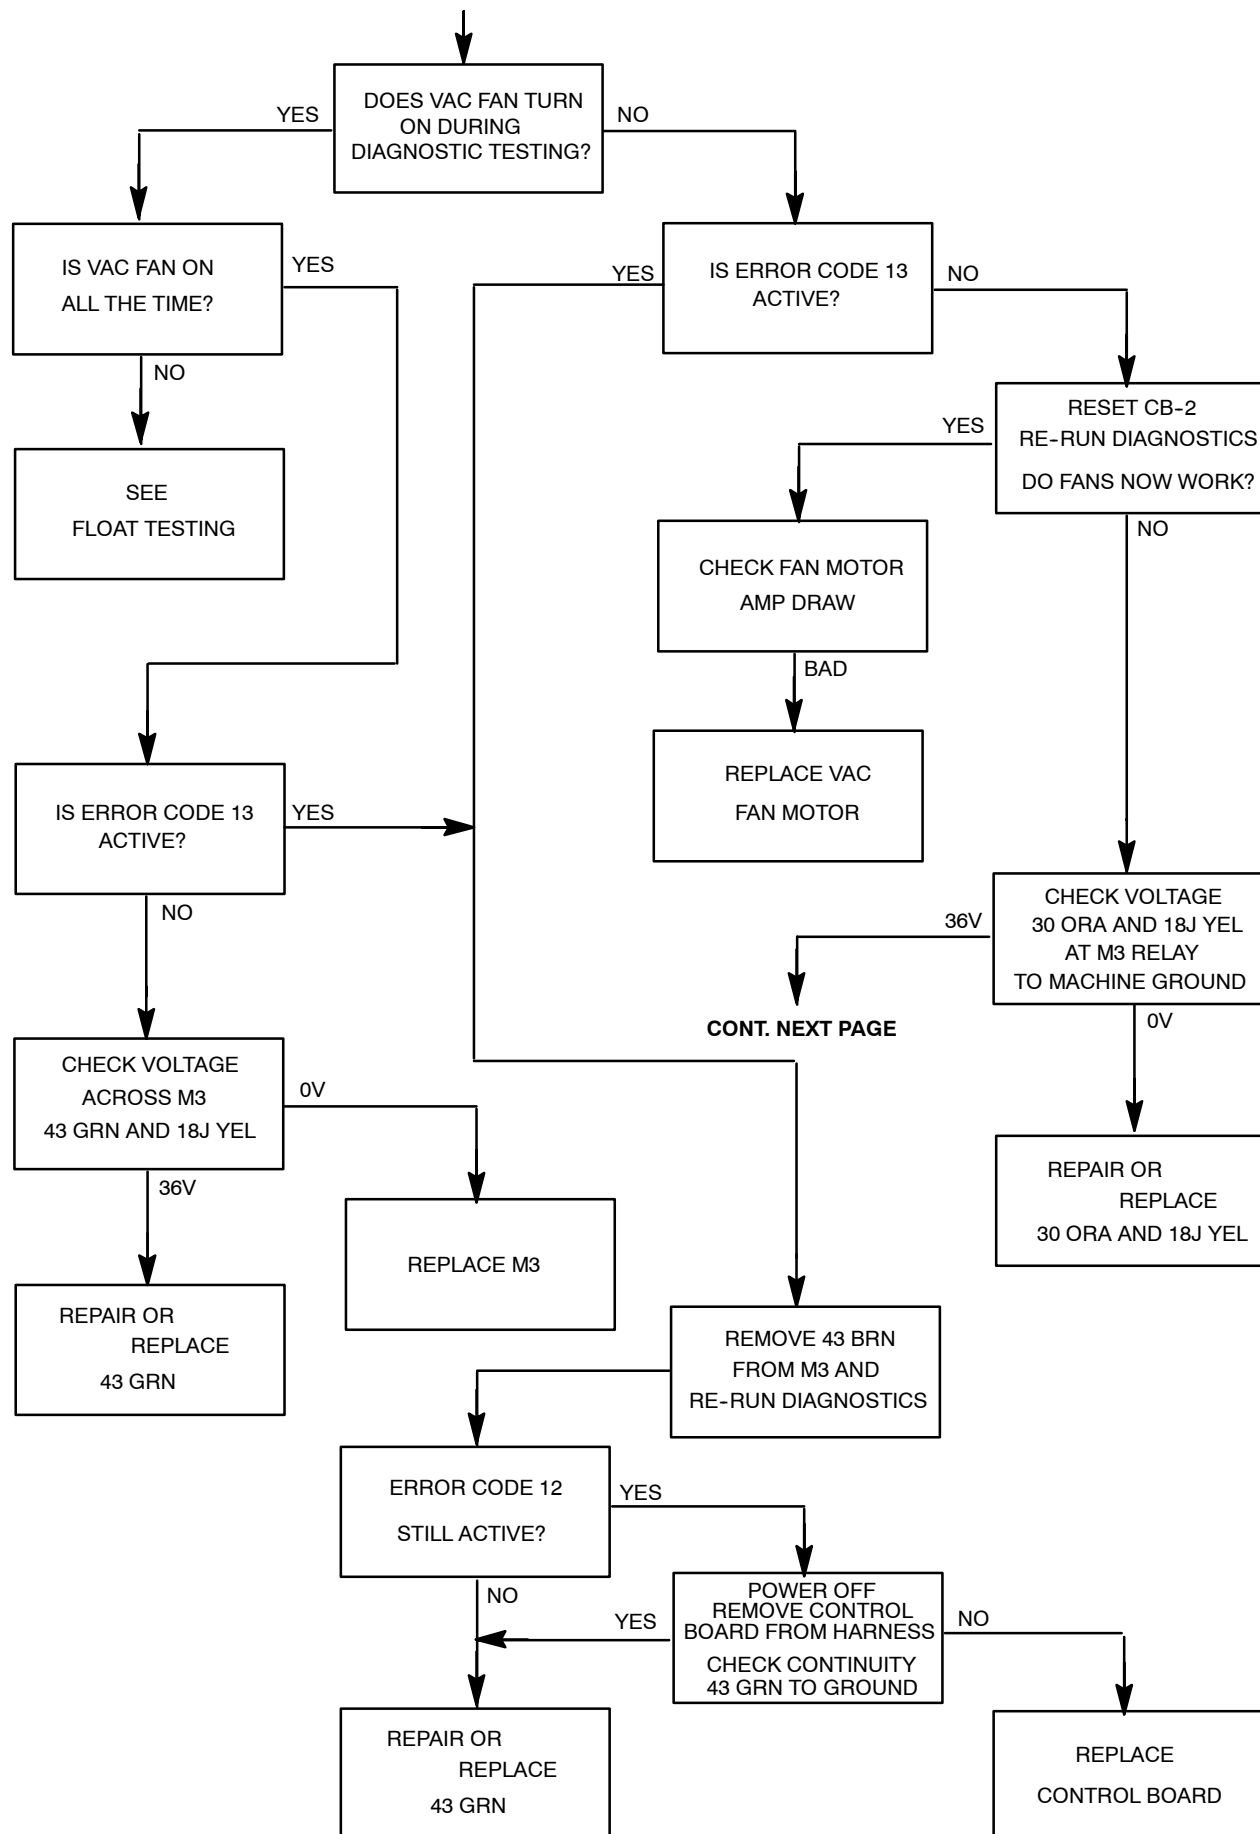 DOES VAC FAN TURN
ON DURING
DIAGNOSTIC TESTING?
YES
NO
IS VAC FAN ON
ALL THE TIME?
YES
NO
SEE
FLOAT TESTING
YES
IS ERROR CODE 13
ACTIVE?
NO
YES
RESET CB-2
RE-RUN DIAGNOSTICS
DO FANS NOW WORK?
NO
CHECK FAN MOTOR
AMP DRAW
BAD
REPLACE VAC
FAN MOTOR
IS ERROR CODE 13
ACTIVE?
YES
NO
36V
CHECK VOLTAGE
30 ORA AND 18J YEL
AT M3 RELAY
TO MACHINE GROUND
0V
CONT. NEXT PAGE
CHECK VOLTAGE
ACROSS M3
43 GRN AND 18J YEL
0V
36V
REPAIR OR
REPLACE
30 ORA AND 18J YEL
REPLACE M3
REPAIR OR
REPLACE
43 GRN
REMOVE 43 BRN
FROM M3 AND
RE-RUN DIAGNOSTICS
ERROR CODE 12
STILL ACTIVE?
YES
NO
YES
POWER OFF
REMOVE CONTROL
BOARD FROM HARNESS
CHECK CONTINUITY
43 GRN TO GROUND
NO
REPAIR OR
REPLACE
43 GRN
REPLACE
CONTROL BOARD